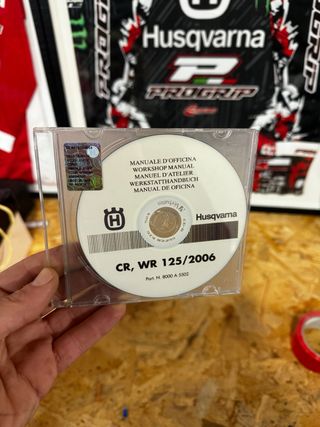 Husqvarna
PROGRIP
PROGRIP
MANUALE D'OFFICINA
WORKSHOP MANUAL
MANUEL D'ATELIER
WERKSTATTHANDBUCH
MANUAL DE OFICINA
Husqvarna
CR, WR 125/2006
Part. N. 8000 A 5502